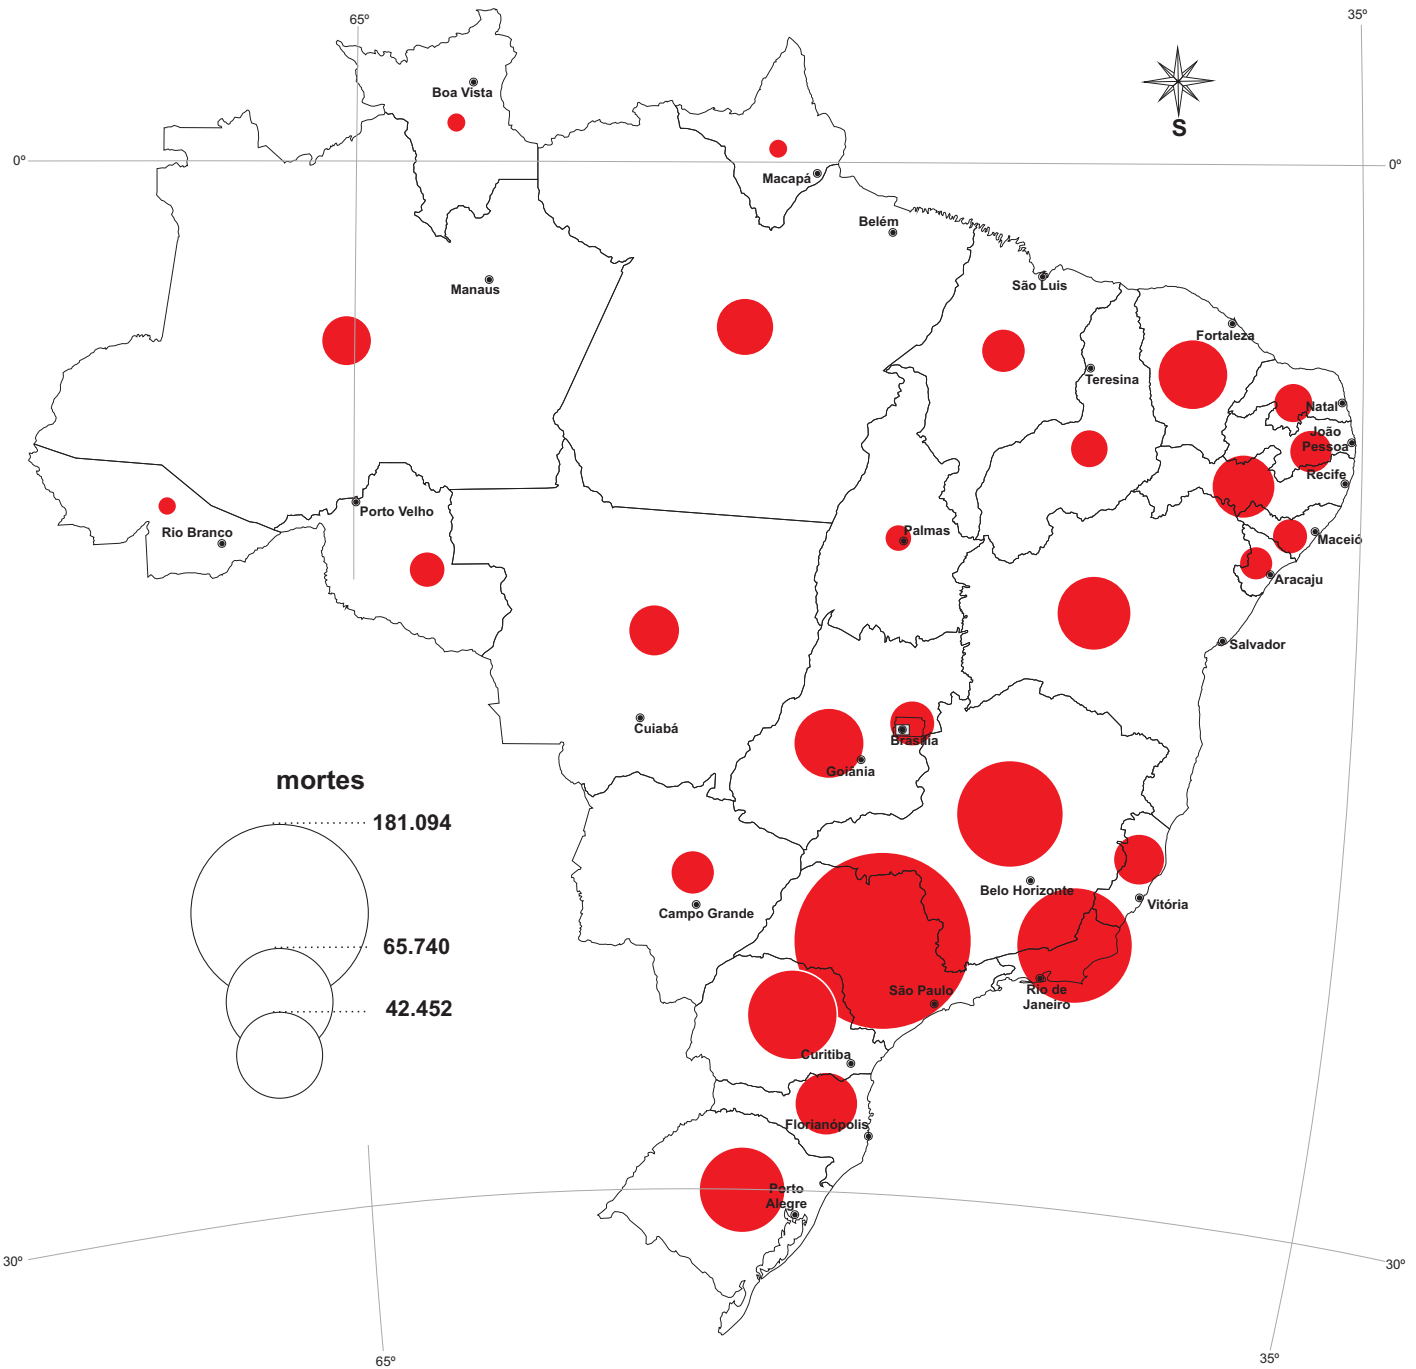 65º
35º
Boa Vista
S
0º
0º
Macapá
Belém
São Luis
Manaus
Fortaleza
Teresina
Natal
João
Pessoa
Recife
Porto Velho
Rio Branco
Palmas
Maceió
Aracaju
Salvador
Cuiabá
Brasília
Goiánia
mortes
181.094
65.740
42.452
Belo Horizonte
Campo Grande
Vitória
São Paulo
Rio de
Janeiro
Curitiba
Florianópolis
Porto
Alegre
30º
30º
65º
35º